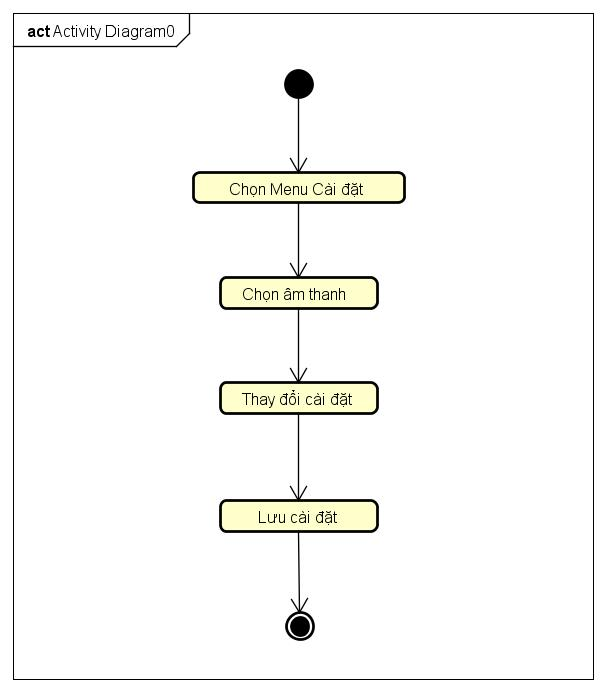 act Activity Diagram0
Chọn Menu Cài đặt
Chọn âm thanh
Thay đổi cài đặt
Lưu cài đặt